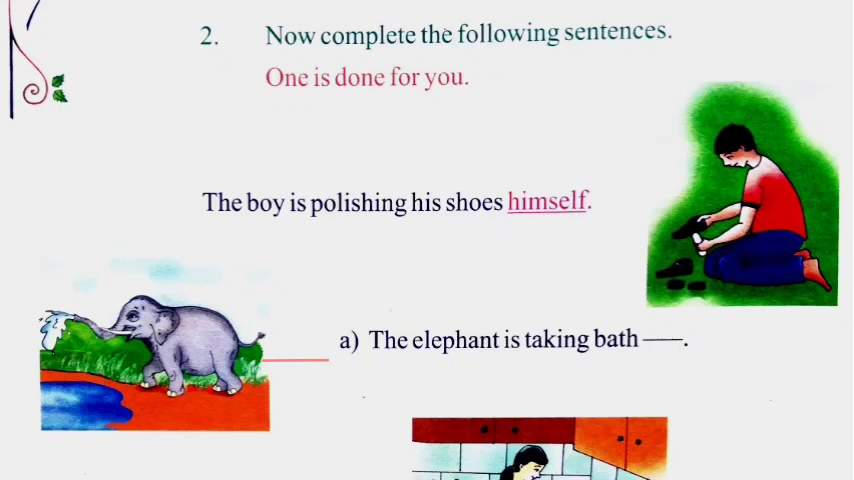 2. Now complete the following sentences.
One is done for you.
The boy is polishing his shoes himself.
a) The elephant is taking bath ——.